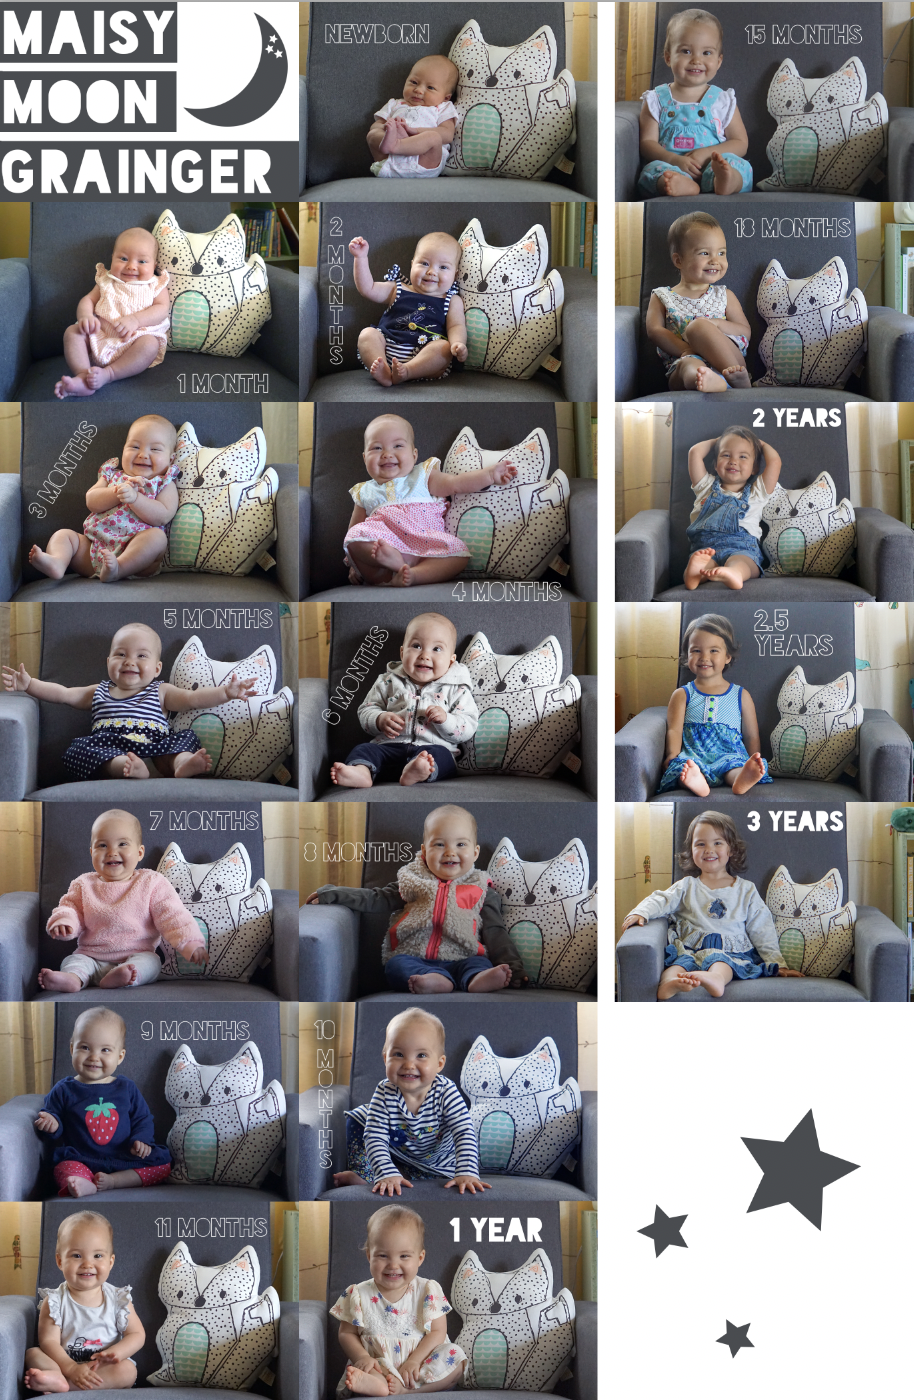 MAISY
MOON
GRAINGER
NEWBORN
1 MONTH
2 MONTHS
3 MONTHS
4 MONTHS
5 MONTHS
6 MONTHS
7 MONTHS
8 MONTHS
9 MONTHS
10 MONTHS
11 MONTHS
1 YEAR
15 MONTHS
18 MONTHS
2 YEARS
2.5
YEARS
3 YEARS